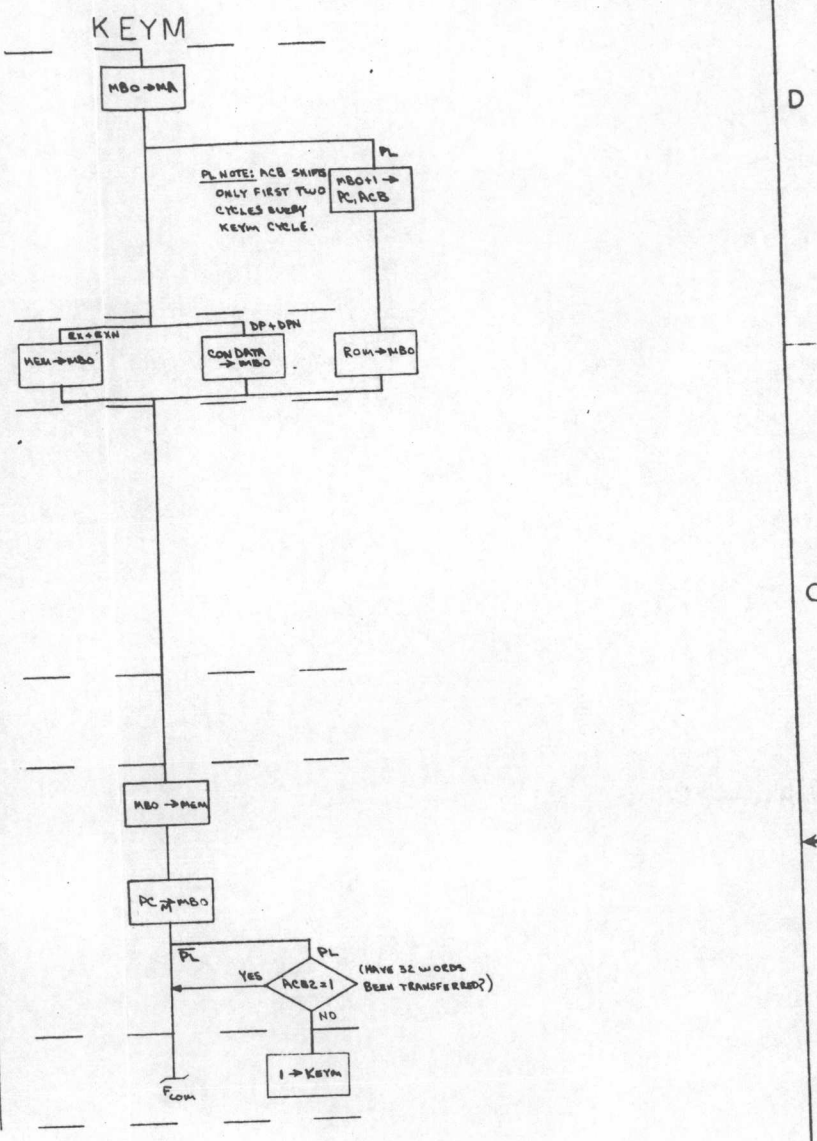 KEYM
D
MBO→MA
PL
PL NOTE: ACB SHIFTS
ONLY FIRST TWO
CYCLES EVERY
KEYM CYCLE.
MBO+1→
PC, ACB
EX+EXN
DP+DPN
MEM→MBO
CON DATA
→MBO
ROM→MBO
C
MBO→MEM
PC →M MBO
P̅L̅
PL
YES
ACB2=1
(HAVE 32 WORDS
BEEN TRANSFERRED?)
NO
1→KEYM
FCOM